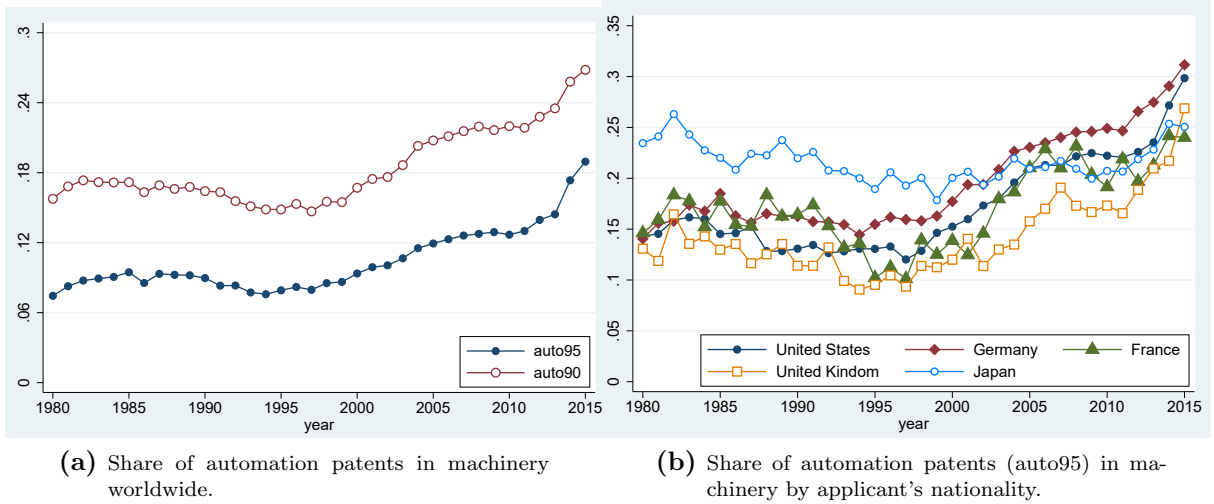 .3
.24
.18
.12
.06
0
1980 1985 1990 1995 2000 2005 2010 2015
year
auto95
auto90
(a) Share of automation patents in machinery
worldwide.
.35
.3
.25
.2
.15
.1
.05
0
1980 1985 1990 1995 2000 2005 2010 2015
year
United States Germany France
United Kindom Japan
(b) Share of automation patents (auto95) in ma-
chinery by applicant's nationality.